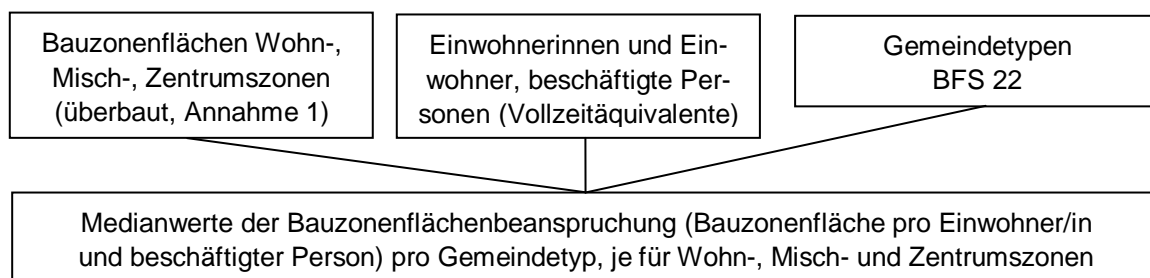 Bauzonenflächen Wohn-,
Misch-, Zentrumszonen
(überbaut, Annahme 1)
Einwohnerinnen und Ein-
wohner, beschäftigte Per-
sonen (Vollzeitäquivalente)
Gemeindetypen
BFS 22
Medianwerte der Bauzonenflächenbeanspruchung (Bauzonenfläche pro Einwohner/in
und beschäftigter Person) pro Gemeindetyp, je für Wohn-, Misch- und Zentrumszonen